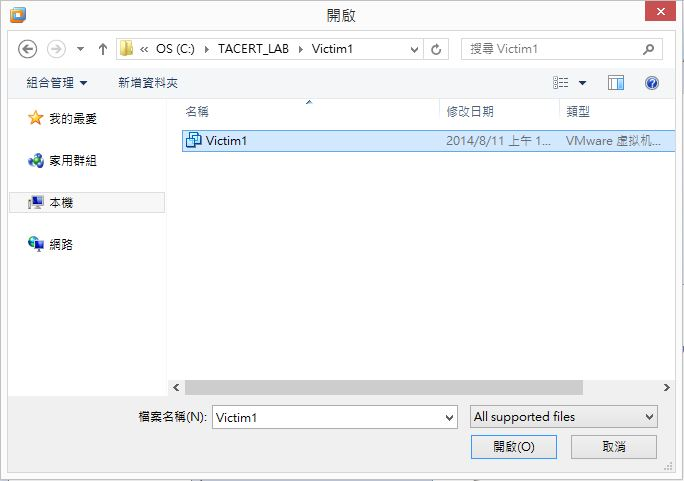 開啟
« OS (C:) TACERT_LAB Victim1
搜尋 Victim1
組合管理 新增資料夾
名稱 修改日期 類型
我的最愛
家用群組
本機
網路
Victim1 2014/8/11 上午 1... VMware 虚拟机...
檔案名稱(N): Victim1 All supported files
開啟(O) 取消